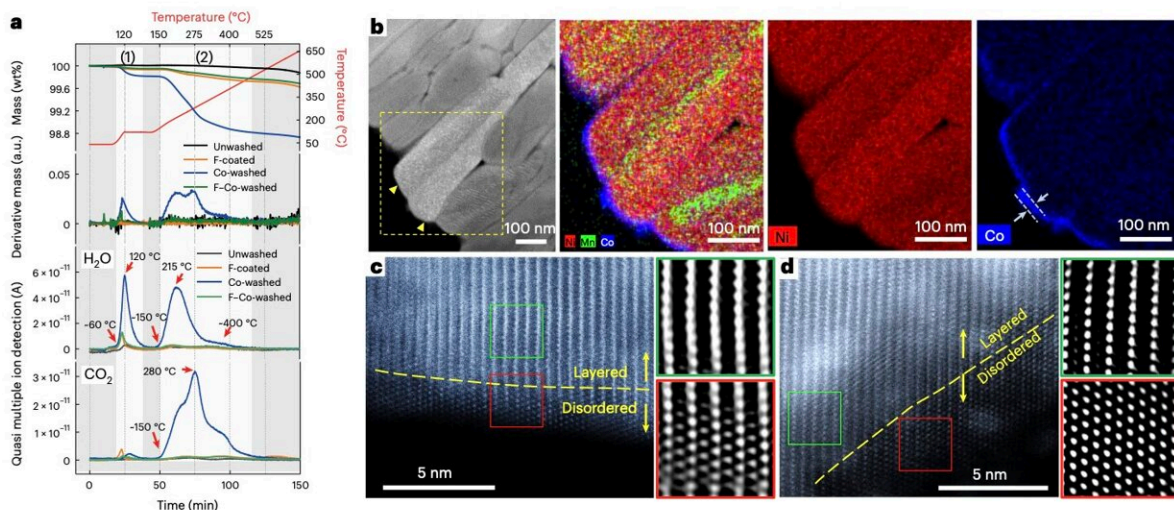 a
Temperature (°C)
120 150 275 400 525
(1) (2)
Mass (wt%)
100
99.6
99.2
98.8
650
500
440
300
200
50
Temperature (°C)
Unwashed
F-coated
Co-washed
F-Co-washed
Derivative mass (a.u.)
0.05
0
H₂O
Unwashed
F-coated
Co-washed
F-Co-washed
120 °C
215 °C
-60 °C
-150 °C
-400 °C
6 × 10⁻¹¹
4 × 10⁻¹¹
2 × 10⁻¹¹
0
Quasi multiple ion detection (A)
CO₂
280 °C
-150 °C
3 × 10⁻¹¹
2 × 10⁻¹¹
1 × 10⁻¹¹
0
0 50 100 150
Time (min)
b
100 nm
Ni Mn Co
100 nm
Ni
100 nm
Co
100 nm
c
Layered
Disordered
5 nm
d
Layered
Disordered
5 nm